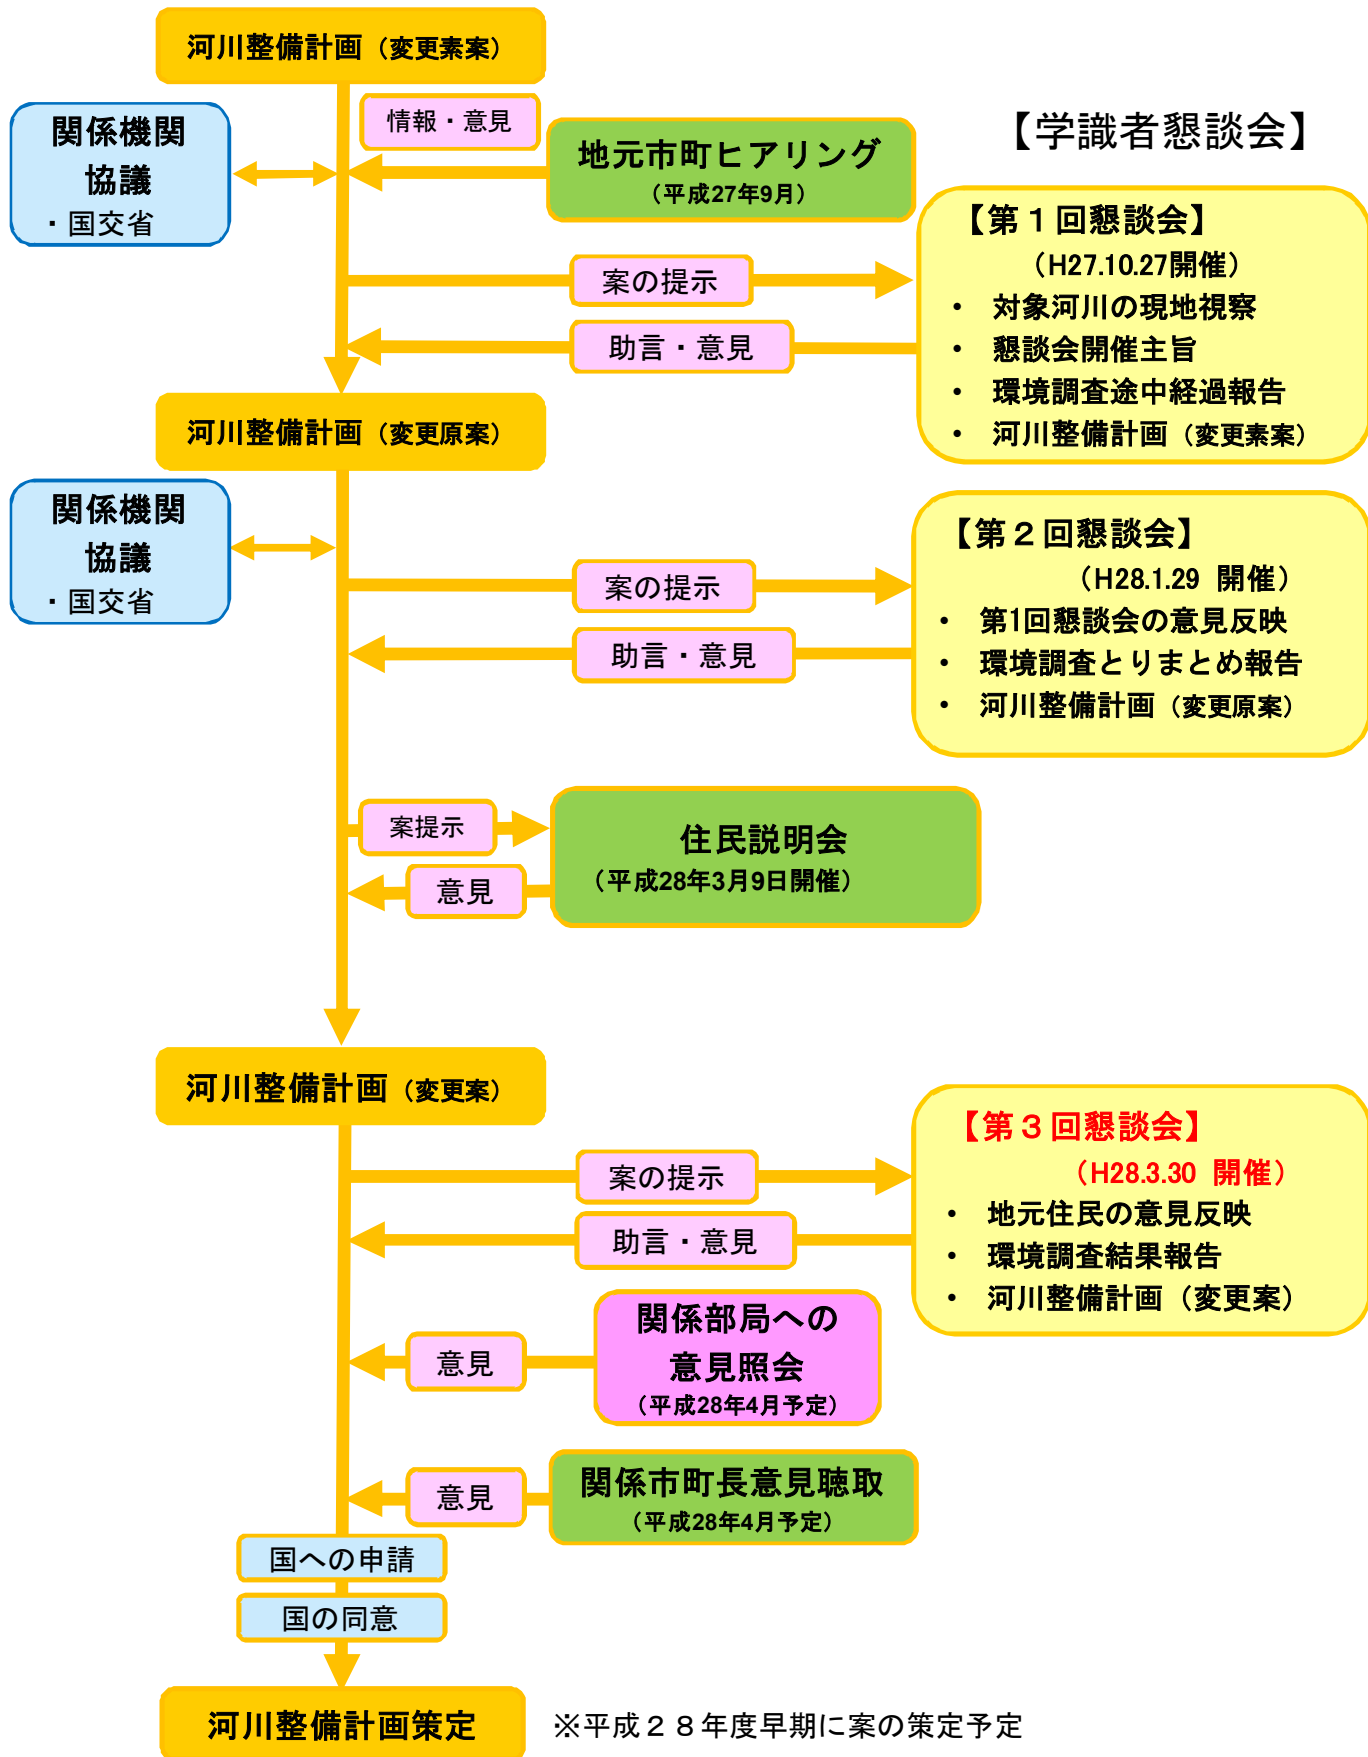 河川整備計画（変更素案）
関係機関
協議
・国交省
情報・意見
地元市町ヒアリング
（平成27年9月）
【学識者懇談会】
案の提示
助言・意見
【第１回懇談会】
（H27.10.27開催）
・ 対象河川の現地視察
・ 懇談会開催主旨
・ 環境調査途中経過報告
・ 河川整備計画（変更素案）
河川整備計画（変更原案）
関係機関
協議
・国交省
案の提示
助言・意見
【第２回懇談会】
（H28.1.29 開催）
・ 第1回懇談会の意見反映
・ 環境調査とりまとめ報告
・ 河川整備計画（変更原案）
案提示
意見
住民説明会
（平成28年3月9日開催）
河川整備計画（変更案）
案の提示
助言・意見
【第３回懇談会】
（H28.3.30 開催）
・ 地元住民の意見反映
・ 環境調査結果報告
・ 河川整備計画（変更案）
意見
関係部局への
意見照会
（平成28年4月予定）
意見
関係市町長意見聴取
（平成28年4月予定）
国への申請
国の同意
河川整備計画策定
※平成２８年度早期に案の策定予定